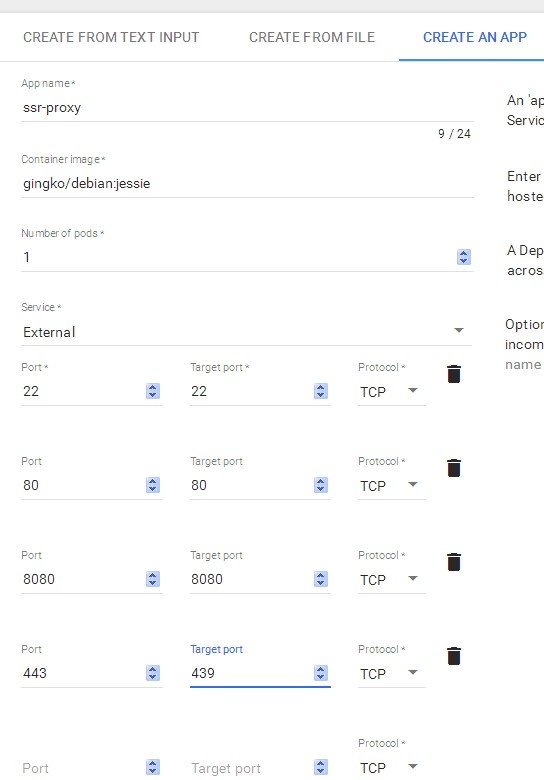 CREATE FROM TEXT INPUT CREATE FROM FILE CREATE AN APP
App name *
ssr-proxy
9 / 24
An 'ap
Servic
Container image *
gingko/debian:jessie
Enter
hoste
Number of pods *
1
A Dep
acros
Service *
External
Option
incom
name
Port * Target port * Protocol *
22 22 TCP
Port Target port Protocol *
80 80 TCP
Port Target port Protocol *
8080 8080 TCP
Port Target port Protocol *
443 439 TCP
Protocol *
Port Target port TCP